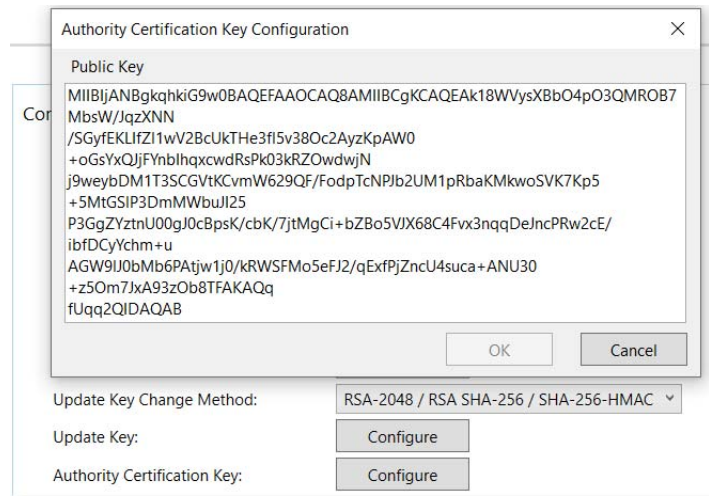 Authority Certification Key Configuration
Public Key
MIIBIjANBgkqhkiG9w0BAQEFAAOCAQ8AMIIBCgKCAQEAk18WVysXBbO4pO3QMROB7
MbsW/JqzXNN
/SGyfEKLIfZI1wV2BcUkTHe3fI5v38Oc2AyzKpAW0
+oGsYxQJjFYnbIhqxcwdRsPk03kRZOwdwjN
j9weybDM1T3SCGVtKCvmW629QF/FodpTcNPJb2UM1pRbaKMkwoSVK7Kp5
+5MtGSIP3DmMWbuJI25
P3GgZYztnU00gJ0cBpsK/cbK/7jtMgCi+bZBo5VJX68C4Fvx3nqqDeJncPRw2cE/
ibfDCyYchm+u
AGW9IJ0bMb6PAtjw1j0/kRWSFMo5eFJ2/qExfPjZncU4suca+ANU30
+z5Om7JxA93zOb8TFAKAQq
fUqq2QIDAQAB
OK
Cancel
Update Key Change Method:
RSA-2048 / RSA SHA-256 / SHA-256-HMAC
Update Key:
Configure
Authority Certification Key:
Configure